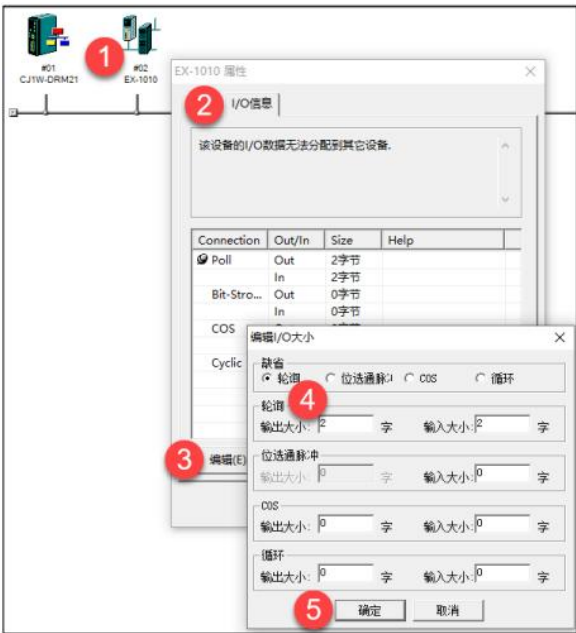 1
#01
CJ1W-DRM21
#02
EX-1010
EX-1010 属性
2
I/O信息
该设备的I/O数据无法分配到其它设备.
Connection Out/In Size Help
Poll Out 2字节
In 2字节
Bit-Stro... Out 0字节
In 0字节
COS
Cyclic
3
编辑(E)
编辑I/O大小
缺省
轮询 位选通脉冲 COS 循环
4
轮询
输出大小: 2 字 输入大小: 2 字
位选通脉冲
输出大小: 0 字 输入大小: 0 字
COS
输出大小: 0 字 输入大小: 0 字
循环
输出大小: 0 字 输入大小: 0 字
5
确定 取消